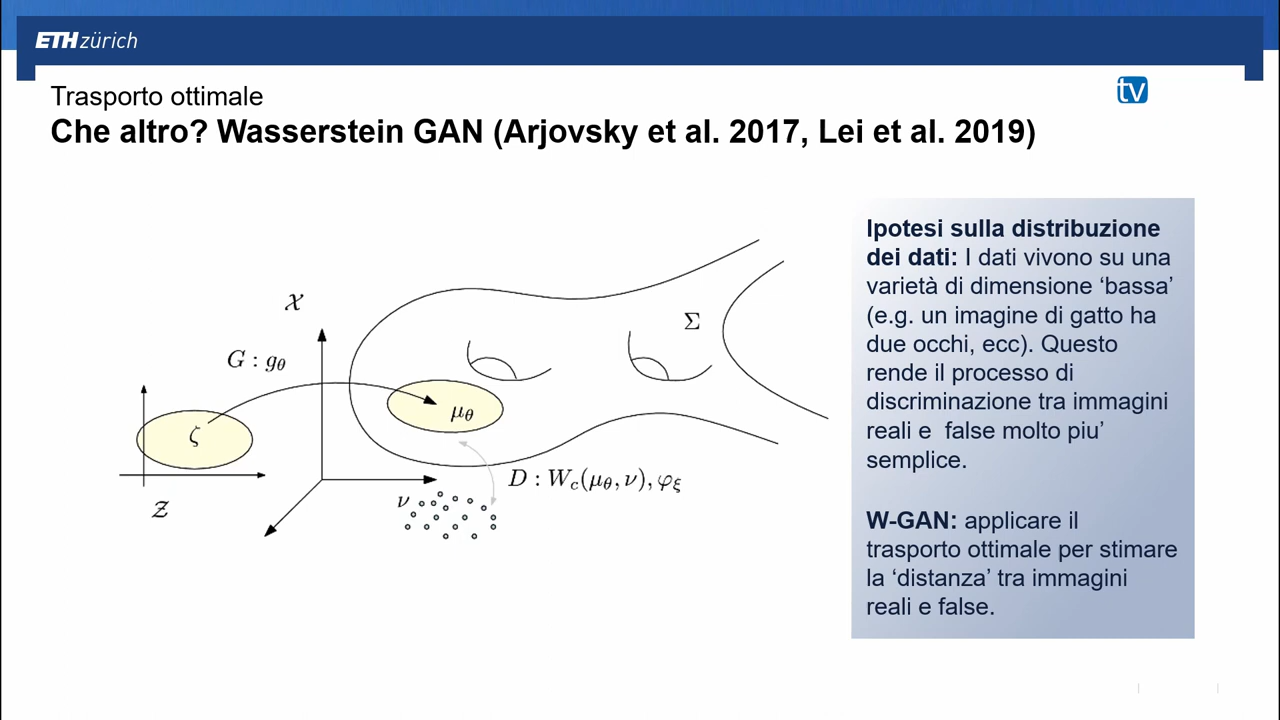 ETH zürich
Trasporto ottimale
tv
Che altro? Wasserstein GAN (Arjovsky et al. 2017, Lei et al. 2019)
𝒳
G : g_θ
Σ
ζ
μ_θ
𝒵
D : W_c(μ_θ, ν), φ_ξ
ν
Ipotesi sulla distribuzione
dei dati: I dati vivono su una
varietà di dimensione ‘bassa’
(e.g. un imagine di gatto ha
due occhi, ecc). Questo
rende il processo di
discriminazione tra immagini
reali e false molto piu’
semplice.
W-GAN: applicare il
trasporto ottimale per stimare
la ‘distanza’ tra immagini
reali e false.